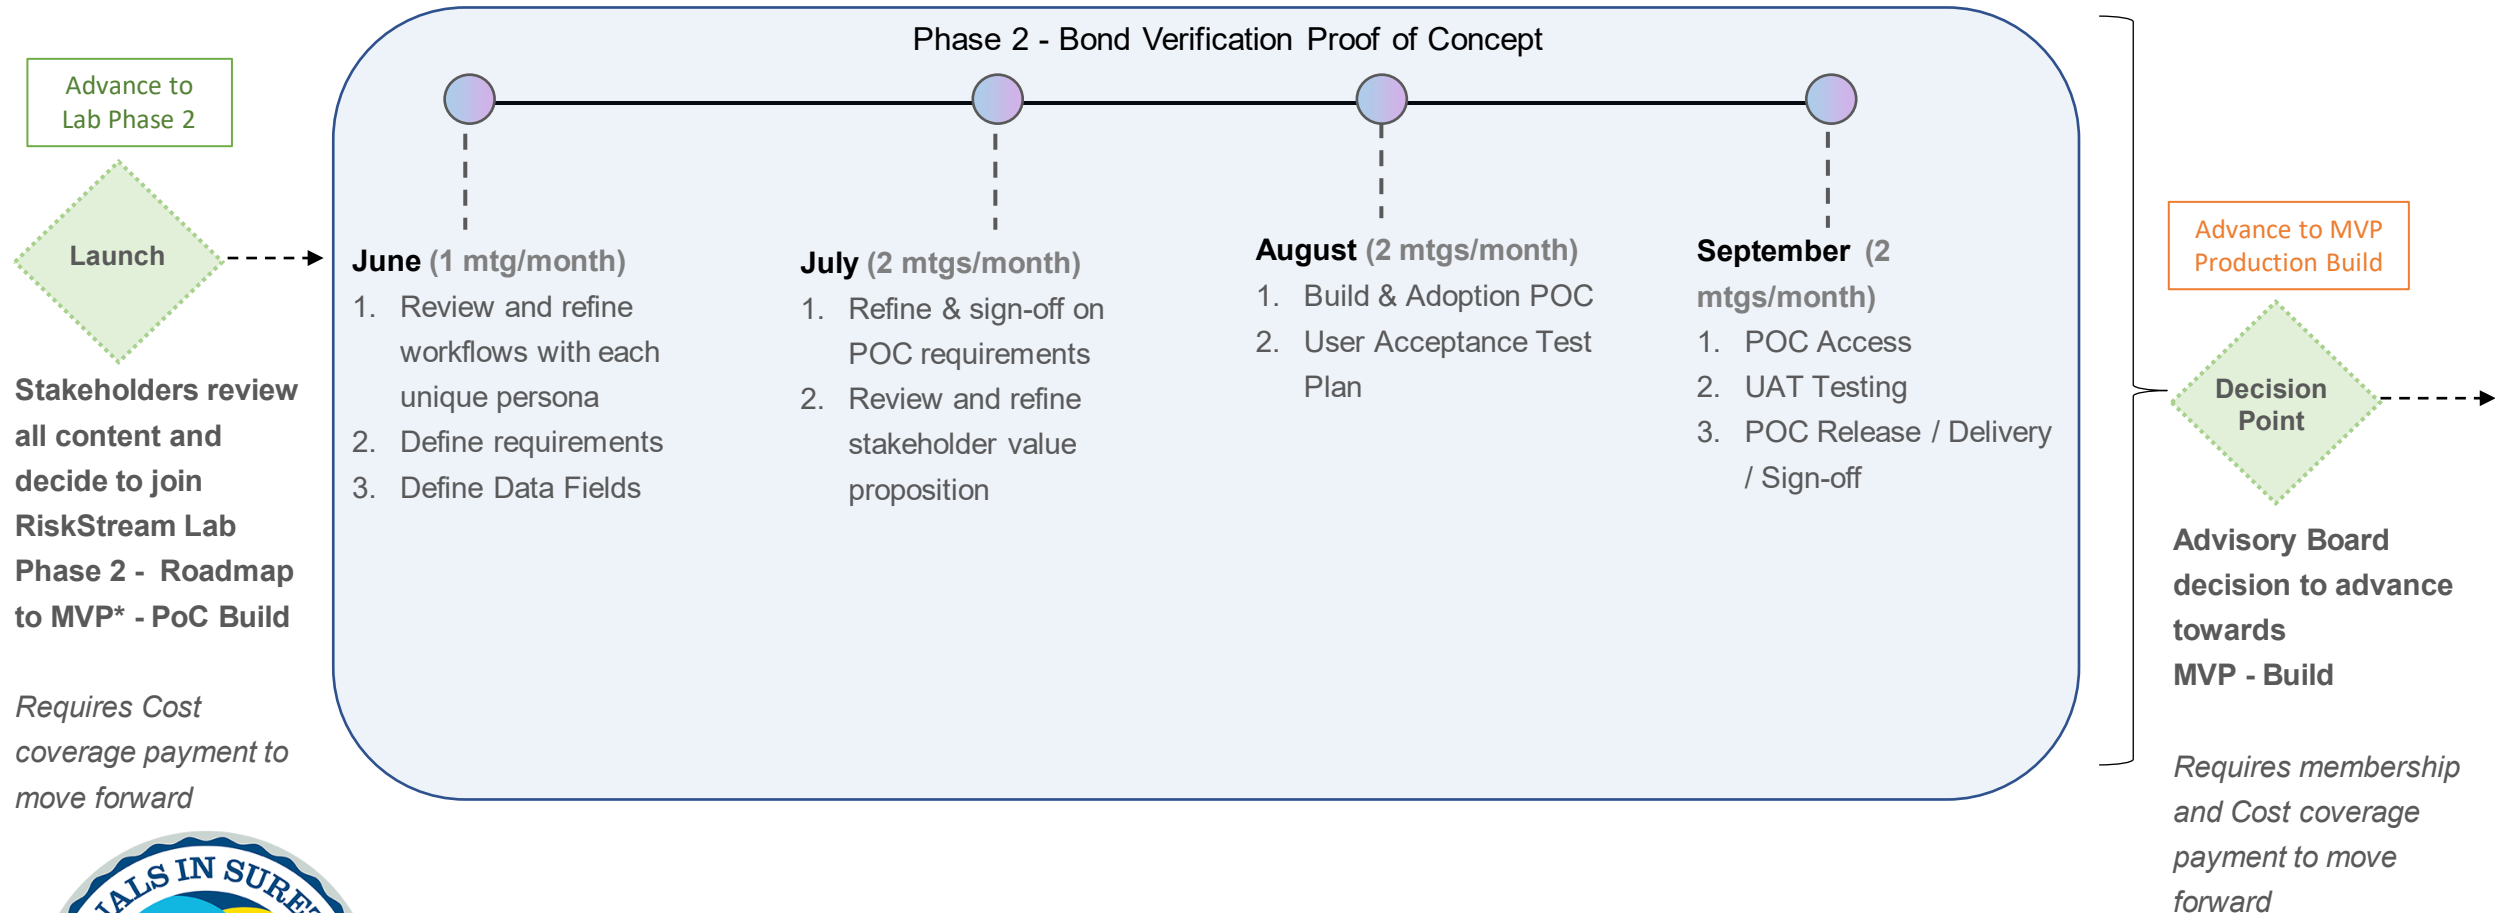 Phase 2 - Bond Verification Proof of Concept
Advance to
Lab Phase 2
Launch
Stakeholders review
all content and
decide to join
RiskStream Lab
Phase 2 - Roadmap
to MVP* - PoC Build
Requires Cost
coverage payment to
move forward
June (1 mtg/month)
1. Review and refine
workflows with each
unique persona
2. Define requirements
3. Define Data Fields
July (2 mtgs/month)
1. Refine & sign-off on
POC requirements
2. Review and refine
stakeholder value
proposition
August (2 mtgs/month)
1. Build & Adoption POC
2. User Acceptance Test
Plan
September (2
mtgs/month)
1. POC Access
2. UAT Testing
3. POC Release / Delivery
/ Sign-off
Advance to MVP
Production Build
Decision
Point
Advisory Board
decision to advance
towards
MVP - Build
Requires membership
and Cost coverage
payment to move
forward
IN